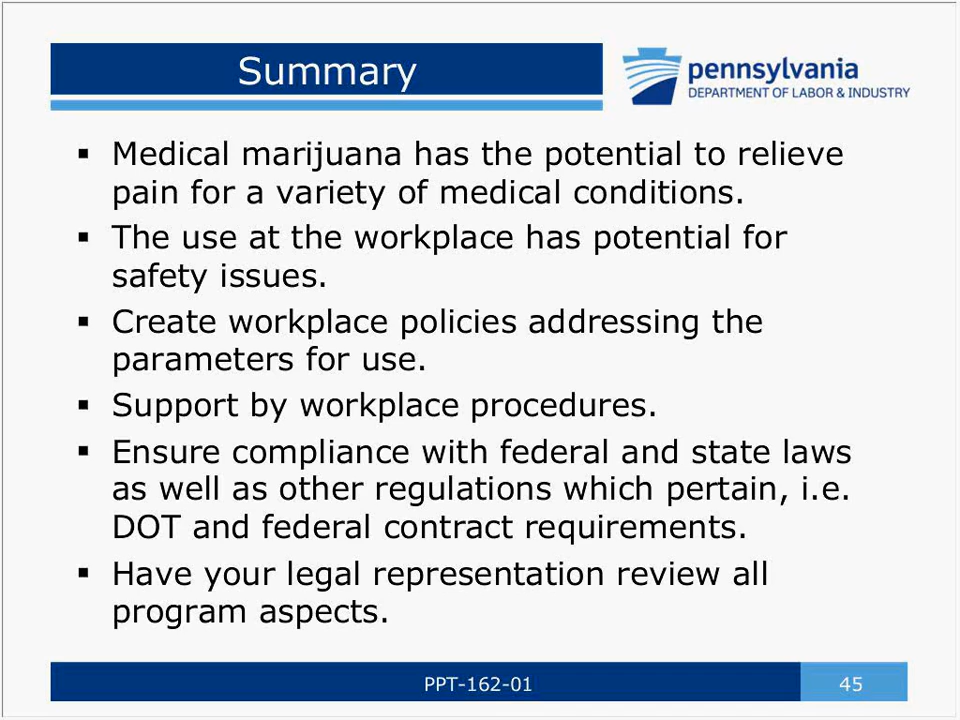 Summary
pennsylvania
DEPARTMENT OF LABOR & INDUSTRY
▪ Medical marijuana has the potential to relieve
pain for a variety of medical conditions.
▪ The use at the workplace has potential for
safety issues.
▪ Create workplace policies addressing the
parameters for use.
▪ Support by workplace procedures.
▪ Ensure compliance with federal and state laws
as well as other regulations which pertain, i.e.
DOT and federal contract requirements.
▪ Have your legal representation review all
program aspects.
PPT-162-01
45